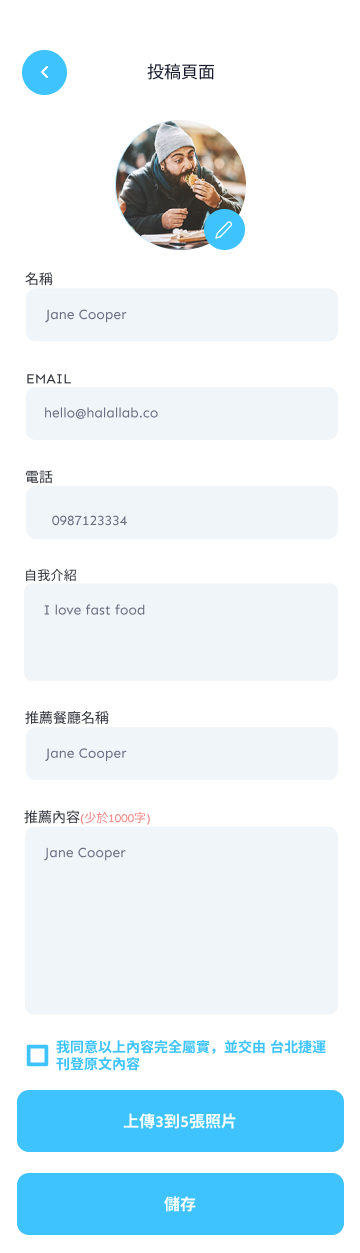 投稿頁面
名稱
Jane Cooper
EMAIL
hello@halallab.co
電話
0987123334
自我介紹
I love fast food
推薦餐廳名稱
Jane Cooper
推薦內容(少於1000字)
Jane Cooper
我同意以上內容完全屬實，並交由 台北捷運
刊登原文內容
上傳3到5張照片
儲存